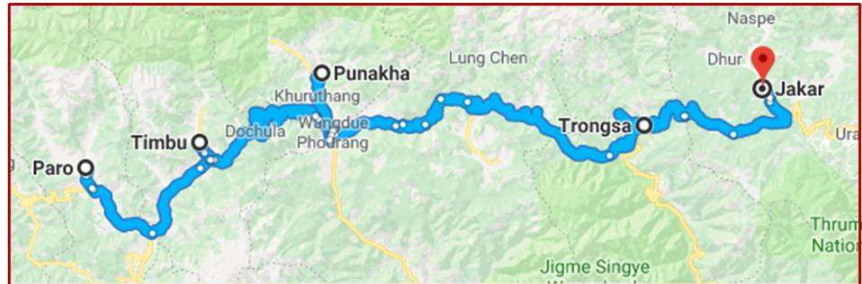 Naspe
Dhur
Lung Chen
Punakha
Jakar
Khuruthang
Timbu
Dochula
Wangdue
Phodrang
Trongsa
Ura
Paro
Thrum
Nation
Jigme Singye